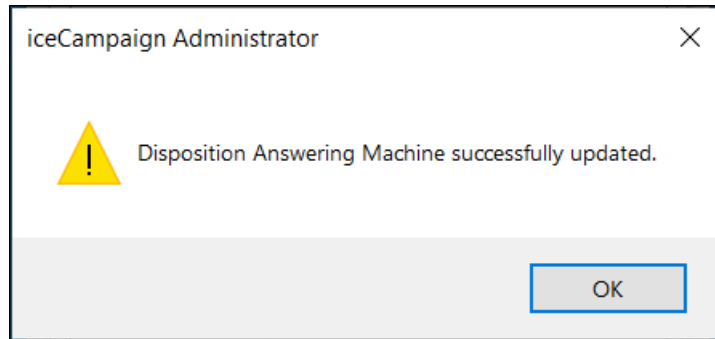 iceCampaign Administrator
Disposition Answering Machine successfully updated.
OK